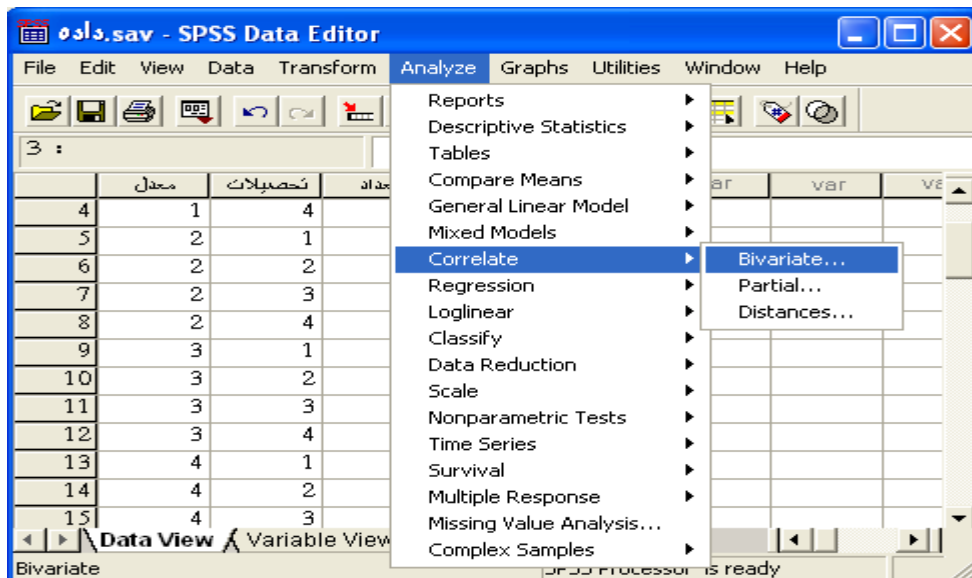 داده.sav - SPSS Data Editor
File Edit View Data Transform Analyze Graphs Utilities Window Help
3 :
معدل تحصیلات var var
4 1 4
5 2 1
6 2 2
7 2 3
8 2 4
9 3 1
10 3 2
11 3 3
12 3 4
13 4 1
14 4 2
15 4 3
Reports
Descriptive Statistics
Tables
Compare Means
General Linear Model
Mixed Models
Correlate
Regression
Loglinear
Classify
Data Reduction
Scale
Nonparametric Tests
Time Series
Survival
Multiple Response
Missing Value Analysis...
Complex Samples
Bivariate...
Partial...
Distances...
Data View Variable View
Bivariate SPSS Processor is ready